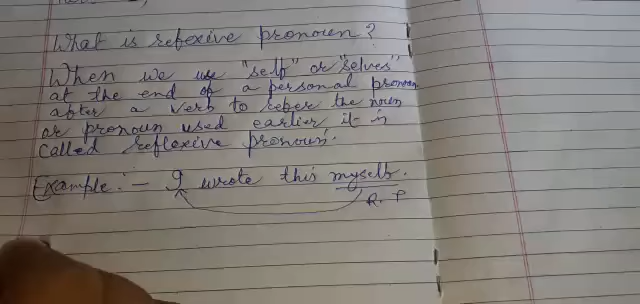 What is refexive pronoun?
When we use "self" or "selves"
at the end of a personal pronoun
after a verb to refer the noun
or pronoun used earlier it is
called reflexive pronoun.
Example:- I wrote this myself.
R. P